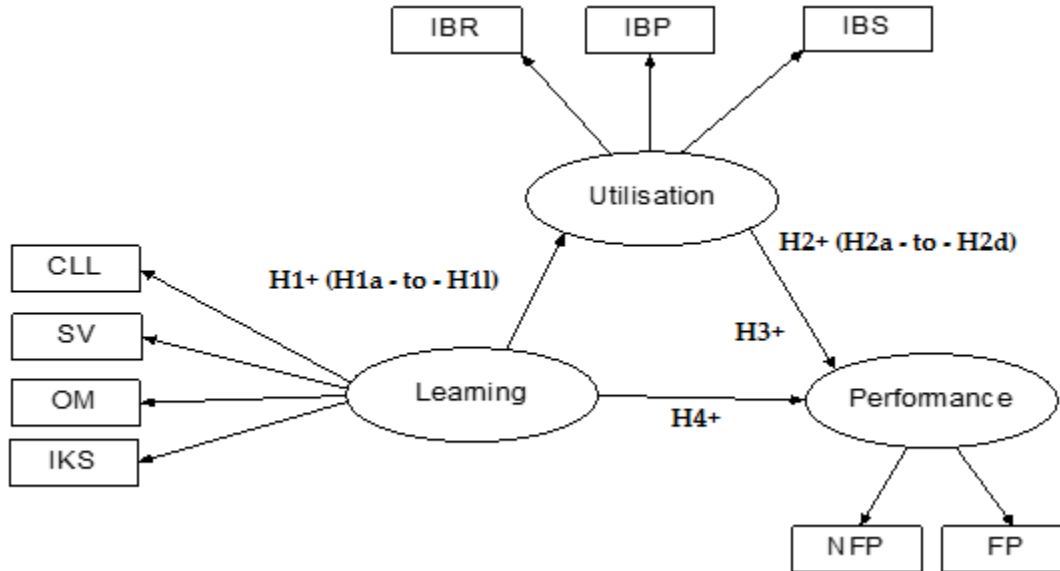 IBR
IBP
IBS
Utilisation
H2+ (H2a - to - H2d)
CLL
H1+ (H1a - to - H1l)
SV
H3+
OM
Learning
Performance
H4+
IKS
NFP
FP